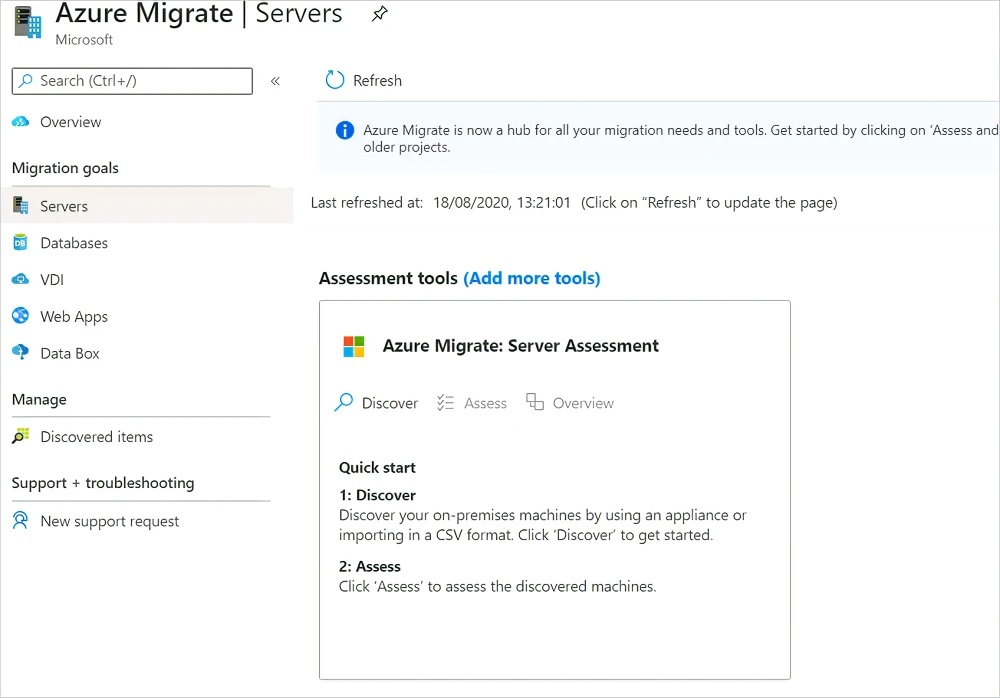 Azure Migrate | Servers
Microsoft
Search (Ctrl+/)
«
Overview
Migration goals
Servers
Databases
VDI
Web Apps
Data Box
Manage
Discovered items
Support + troubleshooting
New support request
Refresh
Azure Migrate is now a hub for all your migration needs and tools. Get started by clicking on ‘Assess and
older projects.
Last refreshed at: 18/08/2020, 13:21:01 (Click on “Refresh” to update the page)
Assessment tools (Add more tools)
Azure Migrate: Server Assessment
Discover Assess Overview
Quick start
1: Discover
Discover your on-premises machines by using an appliance or
importing in a CSV format. Click ‘Discover’ to get started.
2: Assess
Click ‘Assess’ to assess the discovered machines.